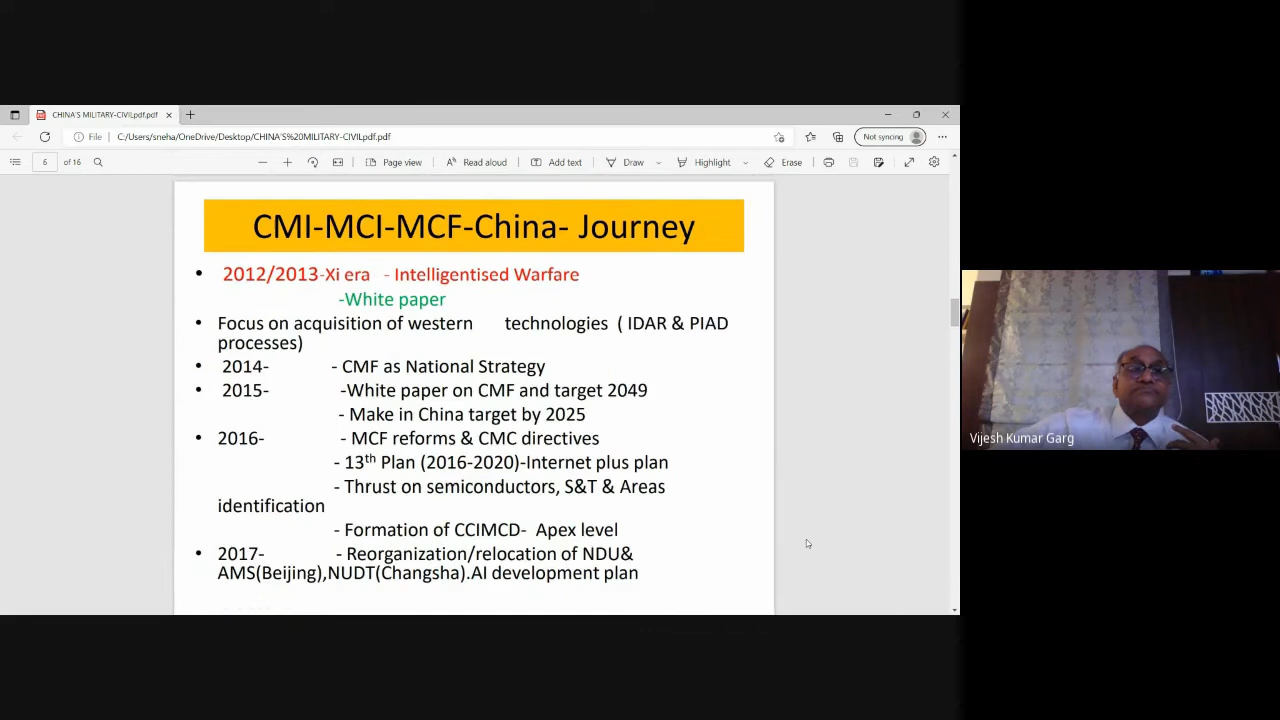 CHINA'S MILITARY-CIVILpdf.pdf
File C:/Users/sneha/OneDrive/Desktop/CHINA'S%20MILITARY-CIVIL.pdf.pdf
Not syncing
6 of 16 Page view Read aloud Add text Draw Highlight Erase
CMI-MCI-MCF-China- Journey
• 2012/2013-Xi era - Intelligentised Warfare
-White paper
• Focus on acquisition of western technologies ( IDAR & PIAD
processes)
• 2014- - CMF as National Strategy
• 2015- -White paper on CMF and target 2049
- Make in China target by 2025
• 2016- - MCF reforms & CMC directives
- 13th Plan (2016-2020)-Internet plus plan
- Thrust on semiconductors, S&T & Areas
identification
- Formation of CCIMCD- Apex level
• 2017- - Reorganization/relocation of NDU&
AMS(Beijing),NUDT(Changsha).AI development plan
Vijesh Kumar Garg